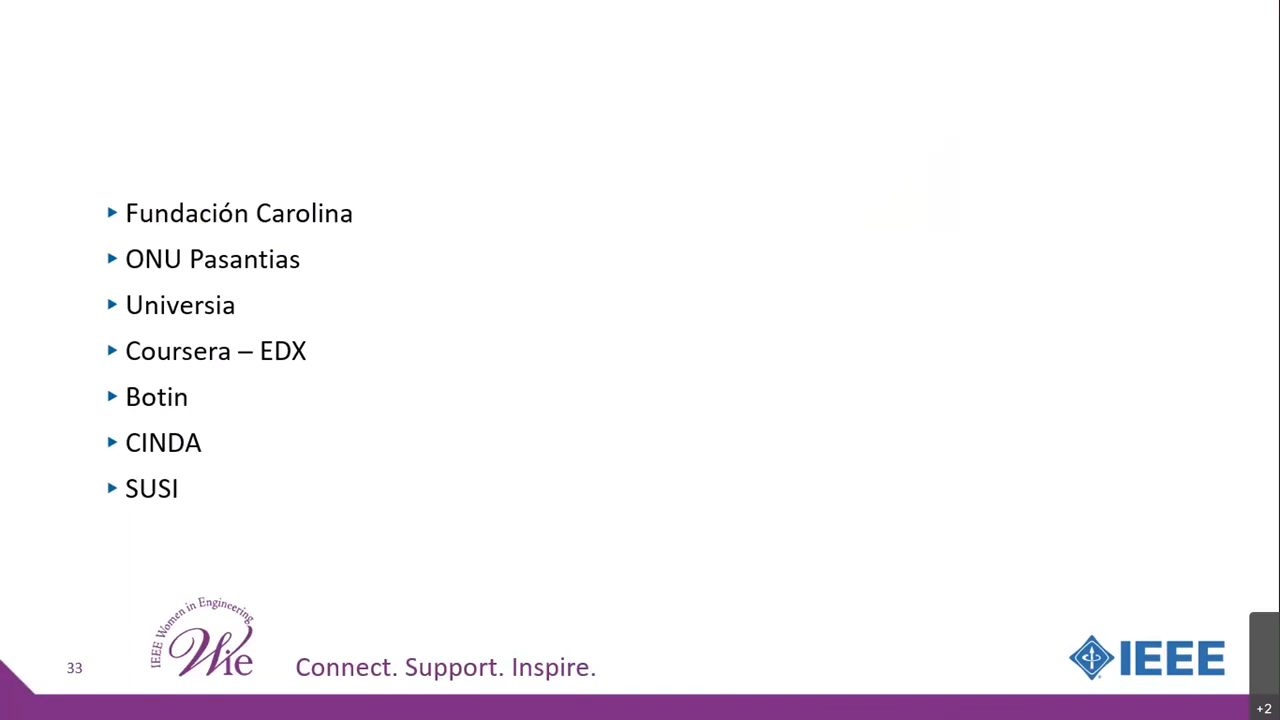 Fundación Carolina
ONU Pasantias
Universia
Coursera – EDX
Botin
CINDA
SUSI
IEEE Women in Engineering
Wie
33
Connect. Support. Inspire.
IEEE
+2